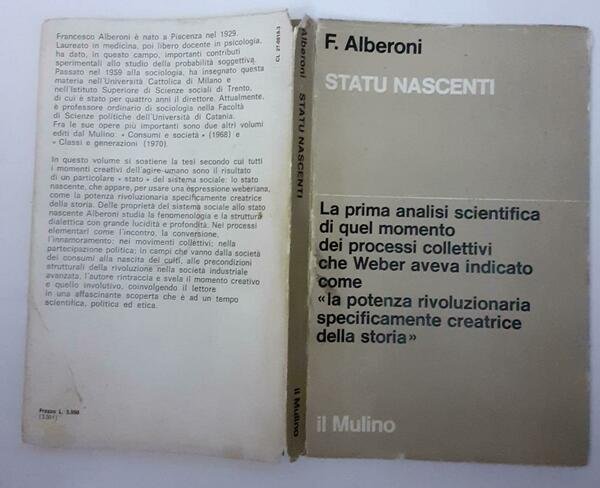 Francesco Alberoni è nato a Piacenza nel 1929.
Laureato in medicina, poi libero docente in psicologia,
ha dato, in questo campo, importanti contributi
sperimentali allo studio della probabilità soggettiva.
Passato nel 1959 alla sociologia, ha insegnato questa
materia nell'Università Cattolica di Milano e
nell'Istituto Superiore di Scienze sociali di Trento,
di cui è stato per quattro anni il direttore. Attualmente,
è professore ordinario di sociologia nella Facoltà
di Scienze politiche dell'Università di Catania.
Fra le sue opere più importanti sono due altri volumi
editi dal Mulino: « Consumi e società » (1968) e
« Classi e generazioni (1970).
In questo volume si sostiene la tesi secondo cui tutti
i momenti creativi dell'agire umano sono il risultato
di un particolare « stato » del sistema sociale: lo stato
nascente, che appare, per usare una espressione weberiana,
come la potenza rivoluzionaria specificamente creatrice
della storia. Delle proprietà del sistema sociale allo stato
nascente Alberoni studia la fenomenologia e la struttura
dialettica con grande lucidità e profondità. Nei processi
elementari come l'incontro, la conversione,
l'innamoramento; nei movimenti collettivi; nella
partecipazione politica; in campi che vanno dalla società
dei consumi alla nascita dei culti, alle precondizioni
strutturali della rivoluzione nella società industriale
avanzata, l'autore rintraccia e svela il momento creativo
e quello involutivo, coinvolgendo il lettore
in una affascinante scoperta che è ad un tempo
scientifica, politica ed etica.
Prezzo L. 3.500
CL 27-0618-3
Alberoni STATU NASCENTI
il Mulino
F. Alberoni
STATU NASCENTI
La prima analisi scientifica
di quel momento
dei processi collettivi
che Weber aveva indicato
come
«la potenza rivoluzionaria
specificamente creatrice
della storia»
il Mulino